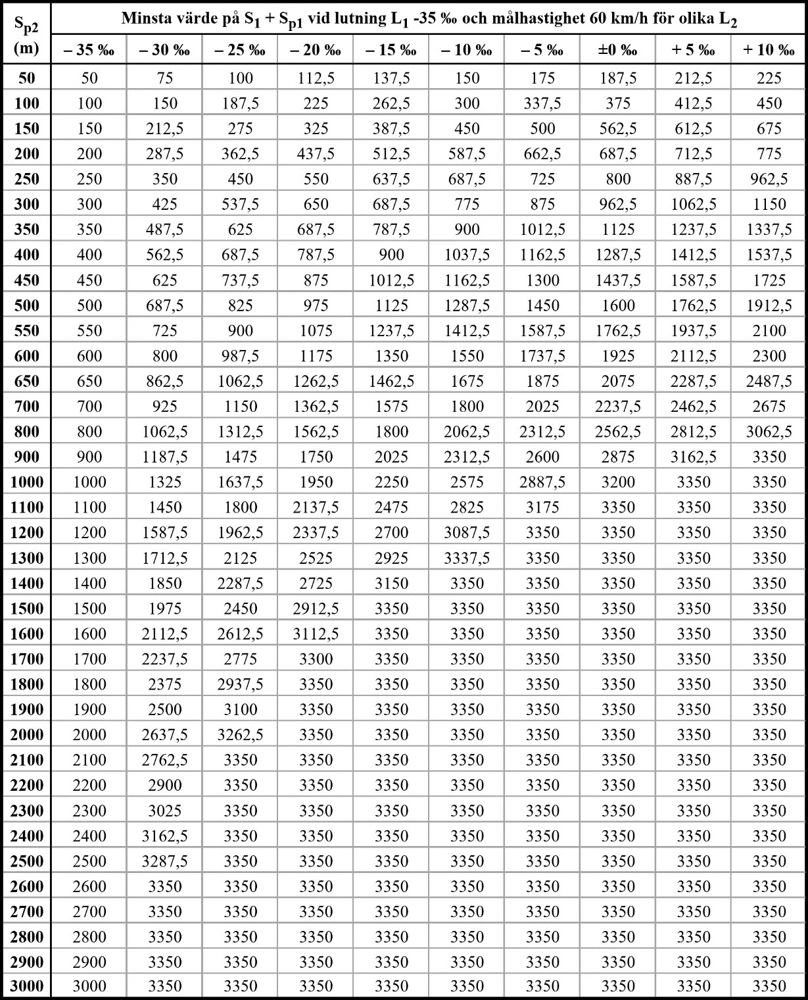 Sp2 (m) Minsta värde på S1 + Sp1 vid lutning L1 -35 ‰ och målhastighet 60 km/h för olika L2
– 35 ‰ – 30 ‰ – 25 ‰ – 20 ‰ – 15 ‰ – 10 ‰ – 5 ‰ ±0 ‰ + 5 ‰ + 10 ‰
50 50 75 100 112,5 137,5 150 175 187,5 212,5 225
100 100 150 187,5 225 262,5 300 337,5 375 412,5 450
150 150 212,5 275 325 387,5 450 500 562,5 612,5 675
200 200 287,5 362,5 437,5 512,5 587,5 662,5 687,5 712,5 775
250 250 350 450 550 637,5 687,5 725 800 887,5 962,5
300 300 425 537,5 650 687,5 775 875 962,5 1062,5 1150
350 350 487,5 625 687,5 787,5 900 1012,5 1125 1237,5 1337,5
400 400 562,5 687,5 787,5 900 1037,5 1162,5 1287,5 1412,5 1537,5
450 450 625 737,5 875 1012,5 1162,5 1300 1437,5 1587,5 1725
500 500 687,5 825 975 1125 1287,5 1450 1600 1762,5 1912,5
550 550 725 900 1075 1237,5 1412,5 1587,5 1762,5 1937,5 2100
600 600 800 987,5 1175 1350 1550 1737,5 1925 2112,5 2300
650 650 862,5 1062,5 1262,5 1462,5 1675 1875 2075 2287,5 2487,5
700 700 925 1150 1362,5 1575 1800 2025 2237,5 2462,5 2675
800 800 1062,5 1312,5 1562,5 1800 2062,5 2312,5 2562,5 2812,5 3062,5
900 900 1187,5 1475 1750 2025 2312,5 2600 2875 3162,5 3350
1000 1000 1325 1637,5 1950 2250 2575 2887,5 3200 3350 3350
1100 1100 1450 1800 2137,5 2475 2825 3175 3350 3350 3350
1200 1200 1587,5 1962,5 2337,5 2700 3087,5 3350 3350 3350 3350
1300 1300 1712,5 2125 2525 2925 3337,5 3350 3350 3350 3350
1400 1400 1850 2287,5 2725 3150 3350 3350 3350 3350 3350
1500 1500 1975 2450 2912,5 3350 3350 3350 3350 3350 3350
1600 1600 2112,5 2612,5 3112,5 3350 3350 3350 3350 3350 3350
1700 1700 2237,5 2775 3300 3350 3350 3350 3350 3350 3350
1800 1800 2375 2937,5 3350 3350 3350 3350 3350 3350 3350
1900 1900 2500 3100 3350 3350 3350 3350 3350 3350 3350
2000 2000 2637,5 3262,5 3350 3350 3350 3350 3350 3350 3350
2100 2100 2762,5 3350 3350 3350 3350 3350 3350 3350 3350
2200 2200 2900 3350 3350 3350 3350 3350 3350 3350 3350
2300 2300 3025 3350 3350 3350 3350 3350 3350 3350 3350
2400 2400 3162,5 3350 3350 3350 3350 3350 3350 3350 3350
2500 2500 3287,5 3350 3350 3350 3350 3350 3350 3350 3350
2600 2600 3350 3350 3350 3350 3350 3350 3350 3350 3350
2700 2700 3350 3350 3350 3350 3350 3350 3350 3350 3350
2800 2800 3350 3350 3350 3350 3350 3350 3350 3350 3350
2900 2900 3350 3350 3350 3350 3350 3350 3350 3350 3350
3000 3000 3350 3350 3350 3350 3350 3350 3350 3350 3350